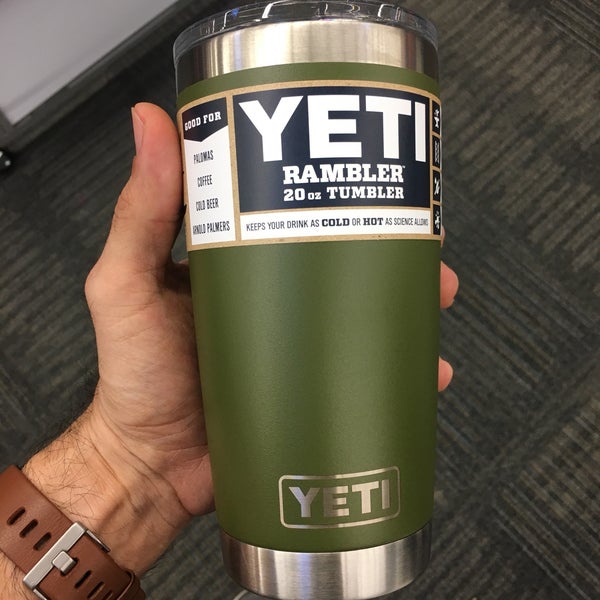 GOOD FOR
PALOMAS
COFFEE
COLD BEER
ARNOLD PALMERS
YETI
RAMBLER
20 oz TUMBLER
KEEPS YOUR DRINK AS COLD OR HOT AS SCIENCE ALLOWS
YETI